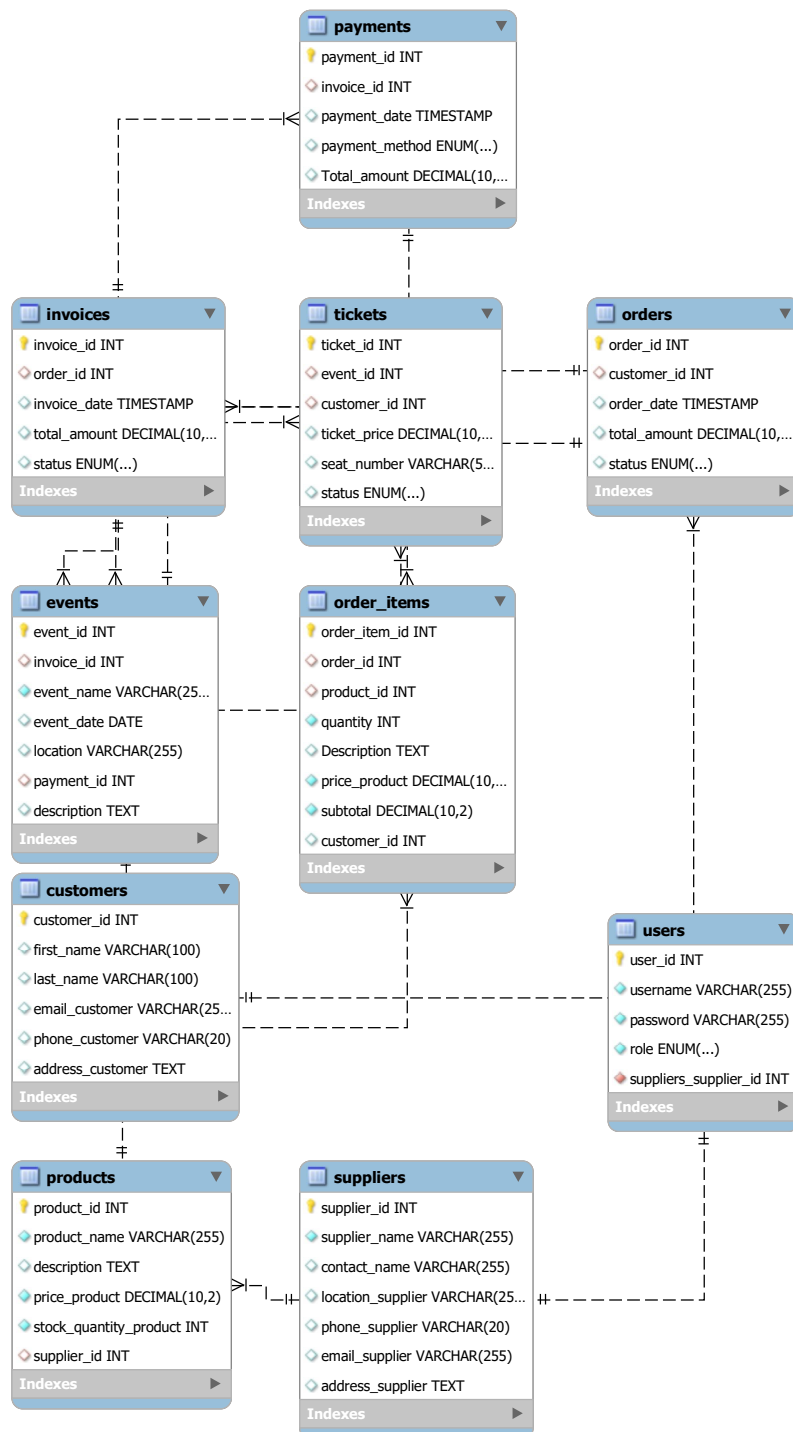 payments
payment_id INT
invoice_id INT
payment_date TIMESTAMP
payment_method ENUM(...)
Total_amount DECIMAL(10,...
Indexes
invoices
invoice_id INT
order_id INT
invoice_date TIMESTAMP
total_amount DECIMAL(10,...
status ENUM(...)
Indexes
tickets
ticket_id INT
event_id INT
customer_id INT
ticket_price DECIMAL(10,...
seat_number VARCHAR(5...
status ENUM(...)
Indexes
orders
order_id INT
customer_id INT
order_date TIMESTAMP
total_amount DECIMAL(10,...
status ENUM(...)
Indexes
events
event_id INT
invoice_id INT
event_name VARCHAR(25...
event_date DATE
location VARCHAR(255)
payment_id INT
description TEXT
Indexes
order_items
order_item_id INT
order_id INT
product_id INT
quantity INT
Description TEXT
price_product DECIMAL(10,...
subtotal DECIMAL(10,2)
customer_id INT
Indexes
customers
customer_id INT
first_name VARCHAR(100)
last_name VARCHAR(100)
email_customer VARCHAR(25...
phone_customer VARCHAR(20)
address_customer TEXT
Indexes
users
user_id INT
username VARCHAR(255)
password VARCHAR(255)
role ENUM(...)
suppliers_supplier_id INT
Indexes
products
product_id INT
product_name VARCHAR(255)
description TEXT
price_product DECIMAL(10,2)
stock_quantity_product INT
supplier_id INT
Indexes
suppliers
supplier_id INT
supplier_name VARCHAR(255)
contact_name VARCHAR(255)
location_supplier VARCHAR(25...
phone_supplier VARCHAR(20)
email_supplier VARCHAR(255)
address_supplier TEXT
Indexes